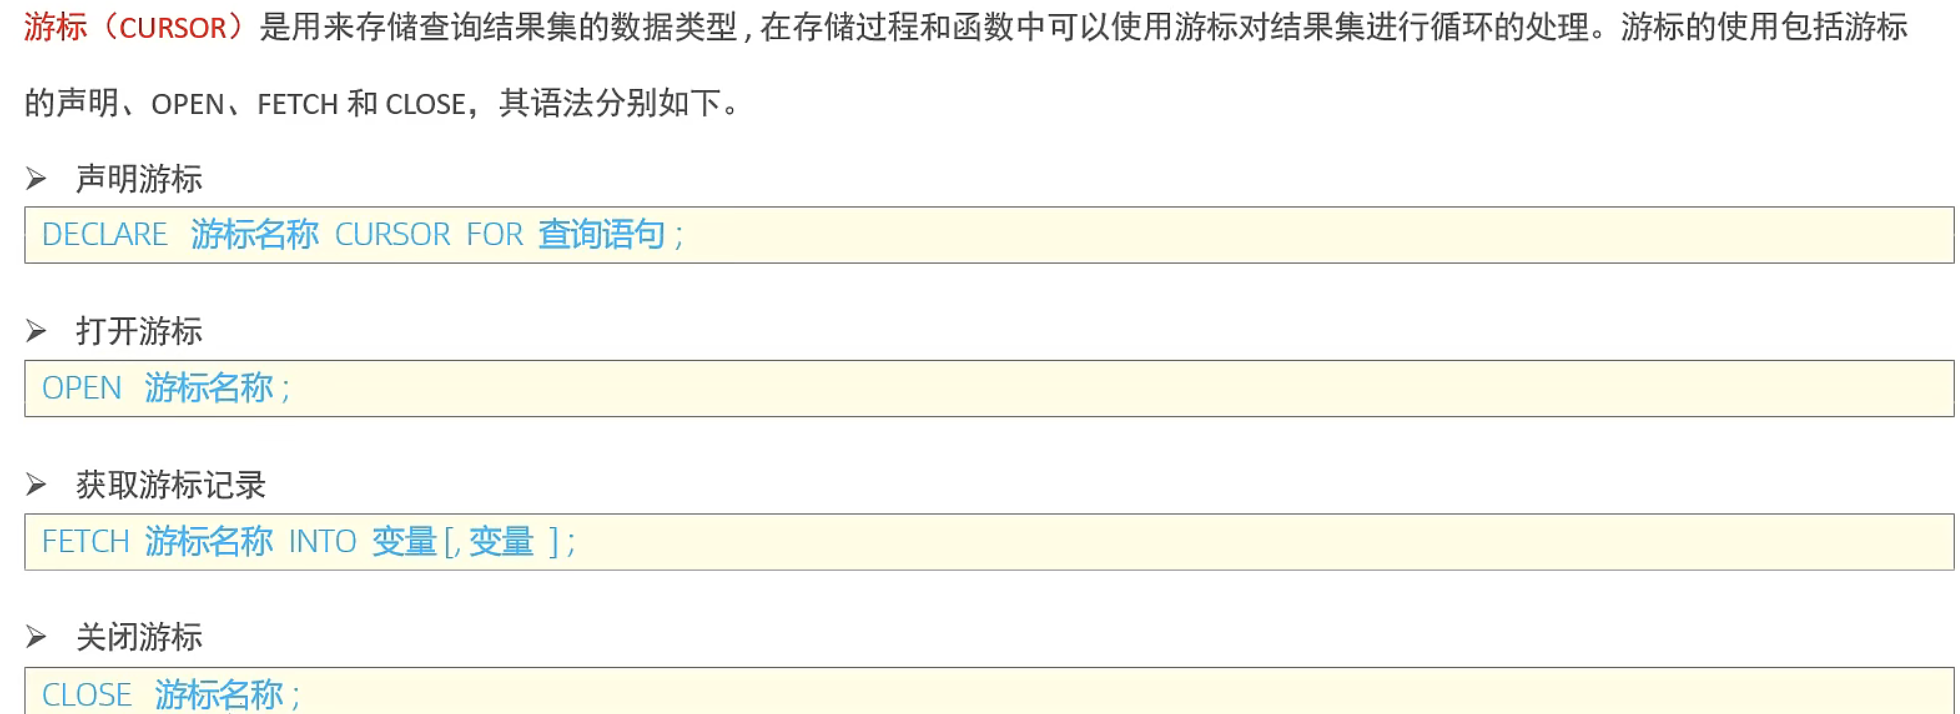 游标（CURSOR）是用来存储查询结果集的数据类型 , 在存储过程和函数中可以使用游标对结果集进行循环的处理。游标的使用包括游标
的声明、OPEN、FETCH 和 CLOSE，其语法分别如下。
➢ 声明游标
DECLARE 游标名称 CURSOR FOR 查询语句 ;
➢ 打开游标
OPEN 游标名称 ;
➢ 获取游标记录
FETCH 游标名称 INTO 变量 [, 变量 ] ;
➢ 关闭游标
CLOSE 游标名称 ;